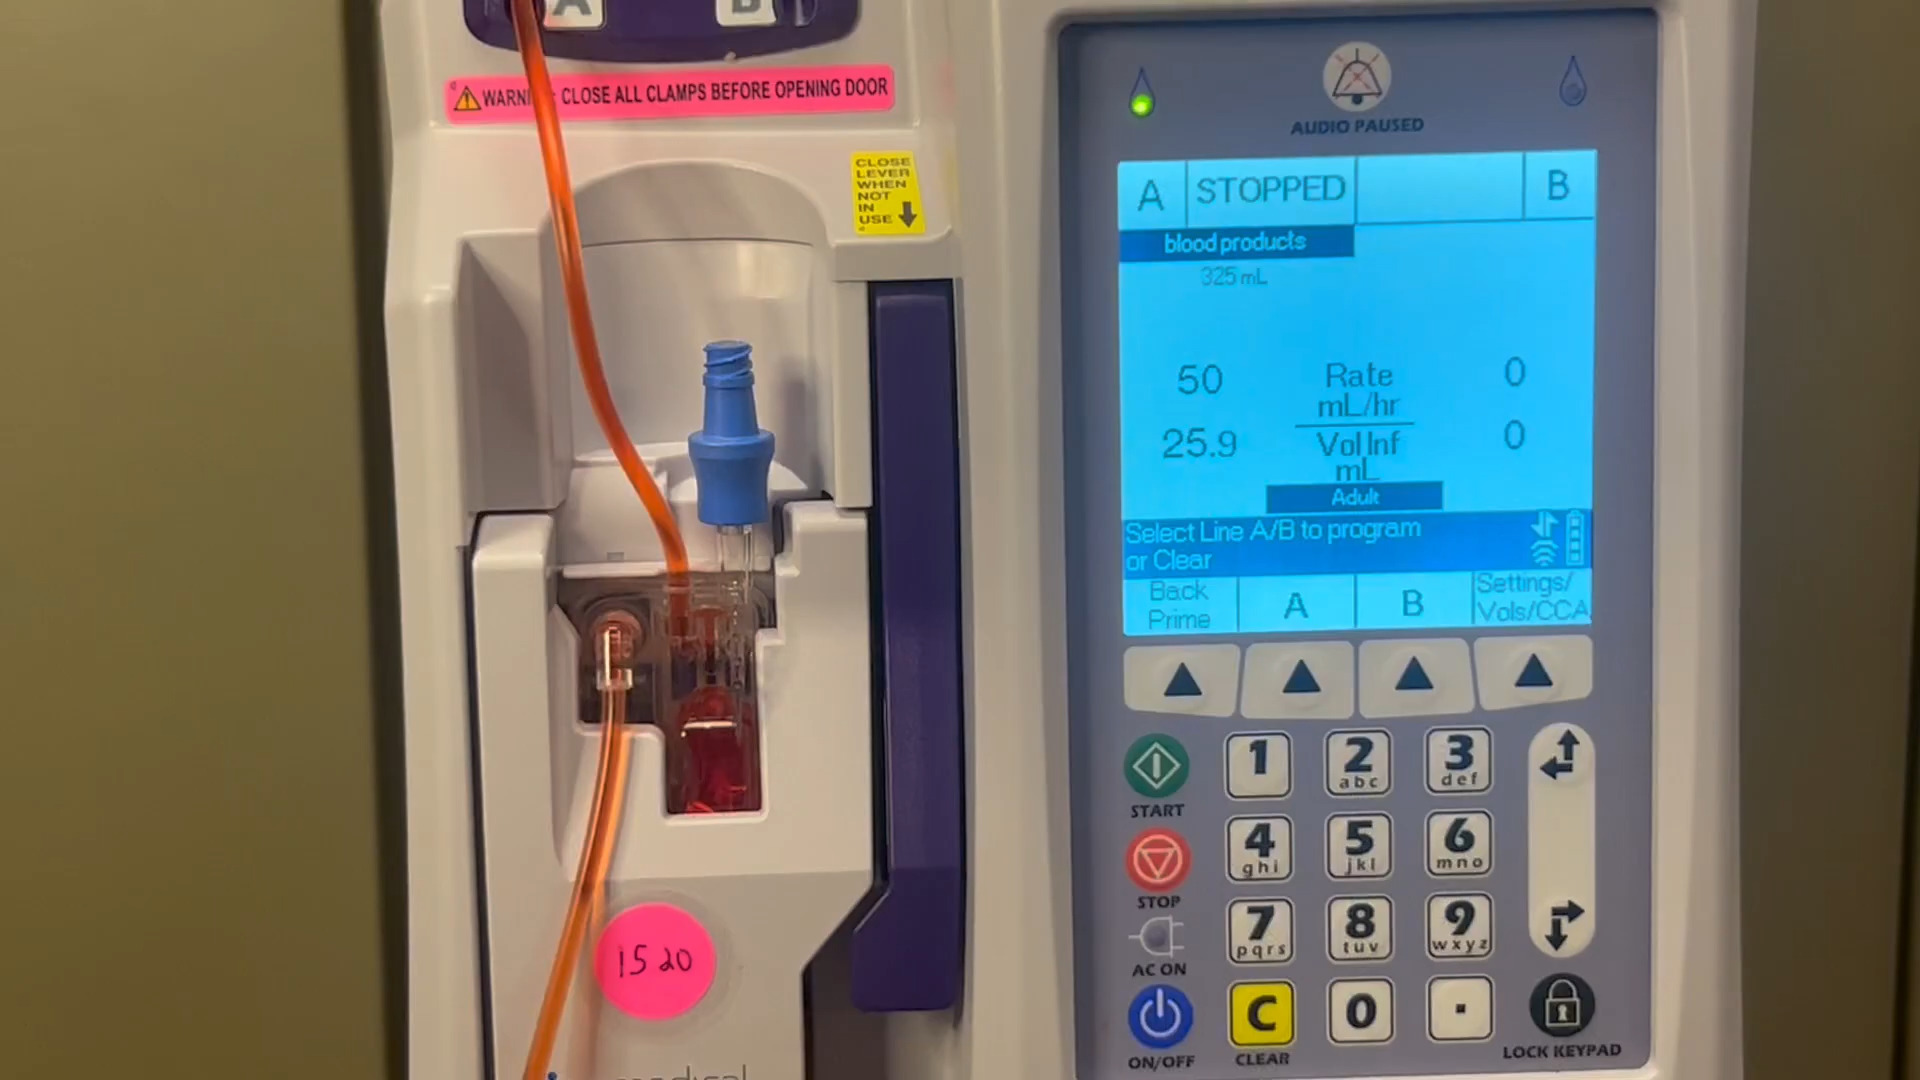 A
B
WARNI : CLOSE ALL CLAMPS BEFORE OPENING DOOR
CLOSE
LEVER
WHEN
NOT
IN
USE
1520
medical
AUDIO PAUSED
A STOPPED B
blood products
325 mL
50 Rate 0
mL/hr
25.9 Vol Inf 0
mL
Adult
Select Line A/B to program
or Clear
Back Prime A B Settings/
Vols/CCA
1 2 abc 3 def
START
4 ghi 5 jkl 6 mno
STOP
7 pqrs 8 tuv 9 wxyz
AC ON
C 0 .
ON/OFF CLEAR LOCK KEYPAD